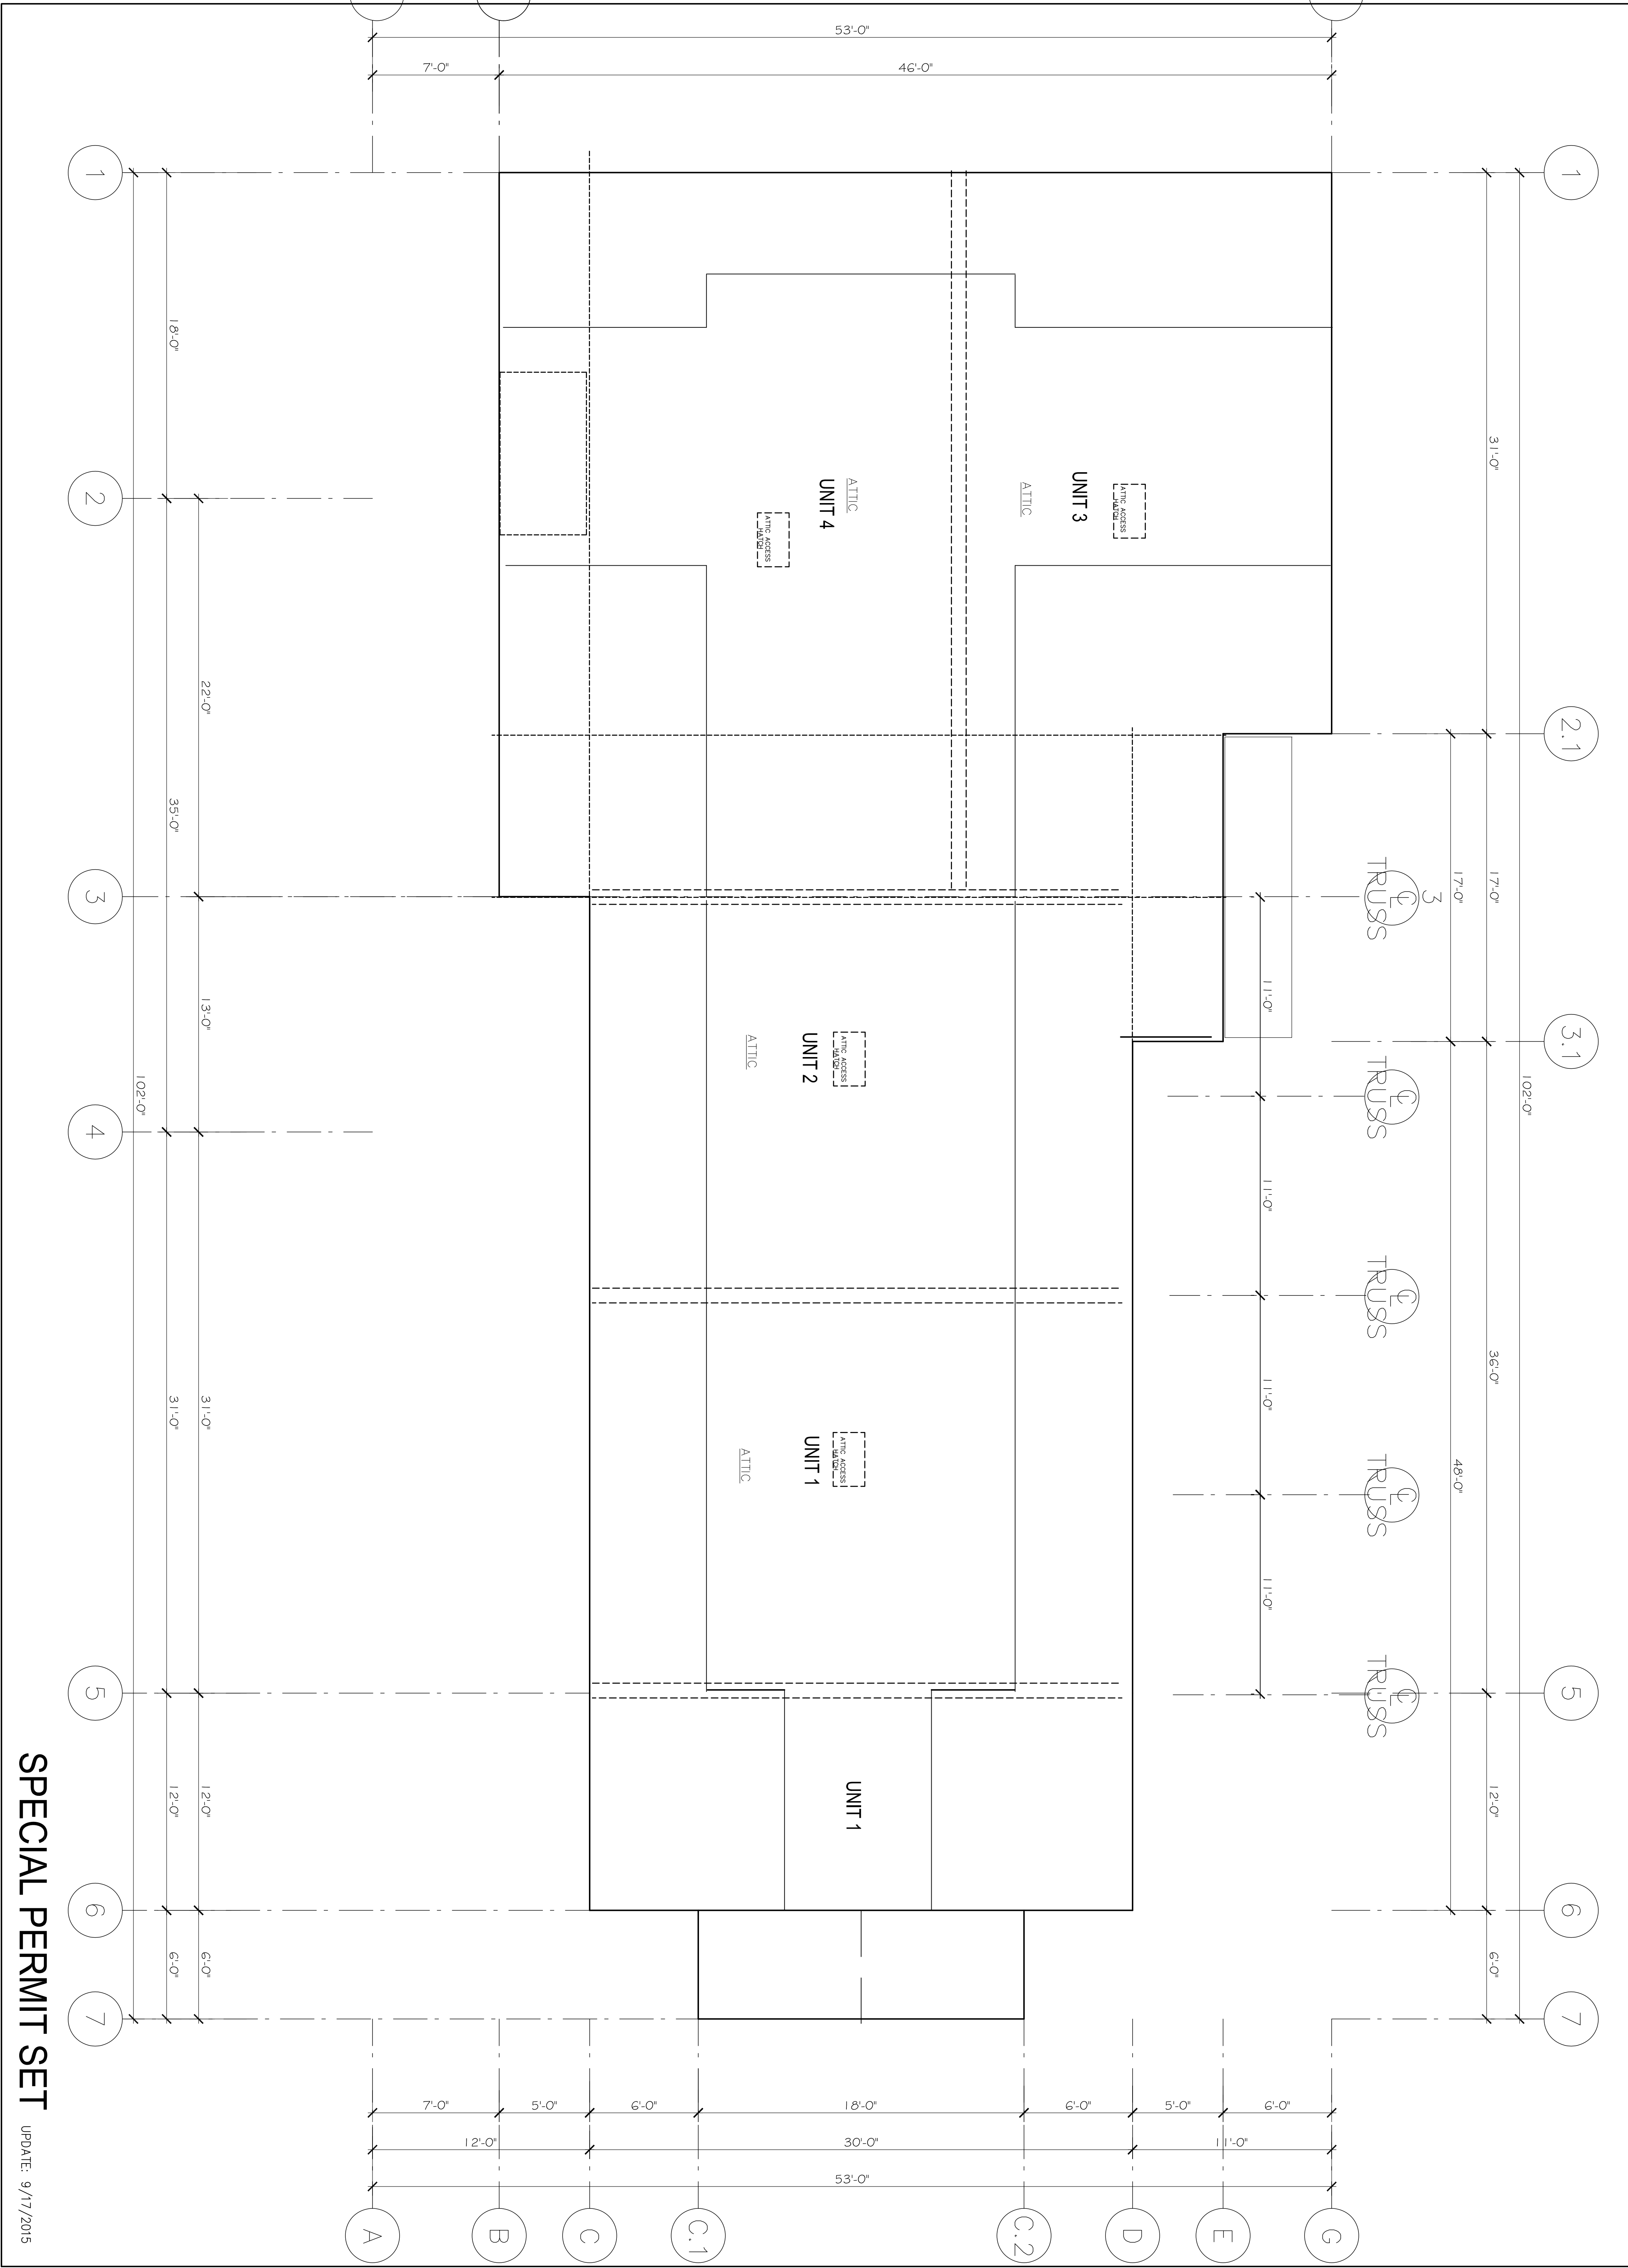 53'-0"
7'-0"
46'-0"
1
1
18'-0"
31'-0"
2
2.1
UNIT 4
ATTIC
ATTIC ACCESS
HATCH
UNIT 3
ATTIC
ATTIC ACCESS
HATCH
22'-0"
35'-0"
17'-0"
17'-0"
3
3
℄
TRUSS
11'-0"
13'-0"
3.1
102'-0"
102'-0"
4
℄
TRUSS
UNIT 2
ATTIC
ATTIC ACCESS
HATCH
11'-0"
℄
TRUSS
11'-0"
36'-0"
48'-0"
31'-0"
31'-0"
UNIT 1
ATTIC
ATTIC ACCESS
HATCH
℄
TRUSS
11'-0"
5
5
℄
TRUSS
12'-0"
12'-0"
12'-0"
UNIT 1
6
6
6'-0"
6'-0"
6'-0"
7
7
7'-0"
5'-0"
6'-0"
18'-0"
6'-0"
5'-0"
6'-0"
12'-0"
30'-0"
11'-0"
53'-0"
A
B
C
C.1
C.2
D
E
G
SPECIAL PERMIT SET
UPDATE: 9/17/2015